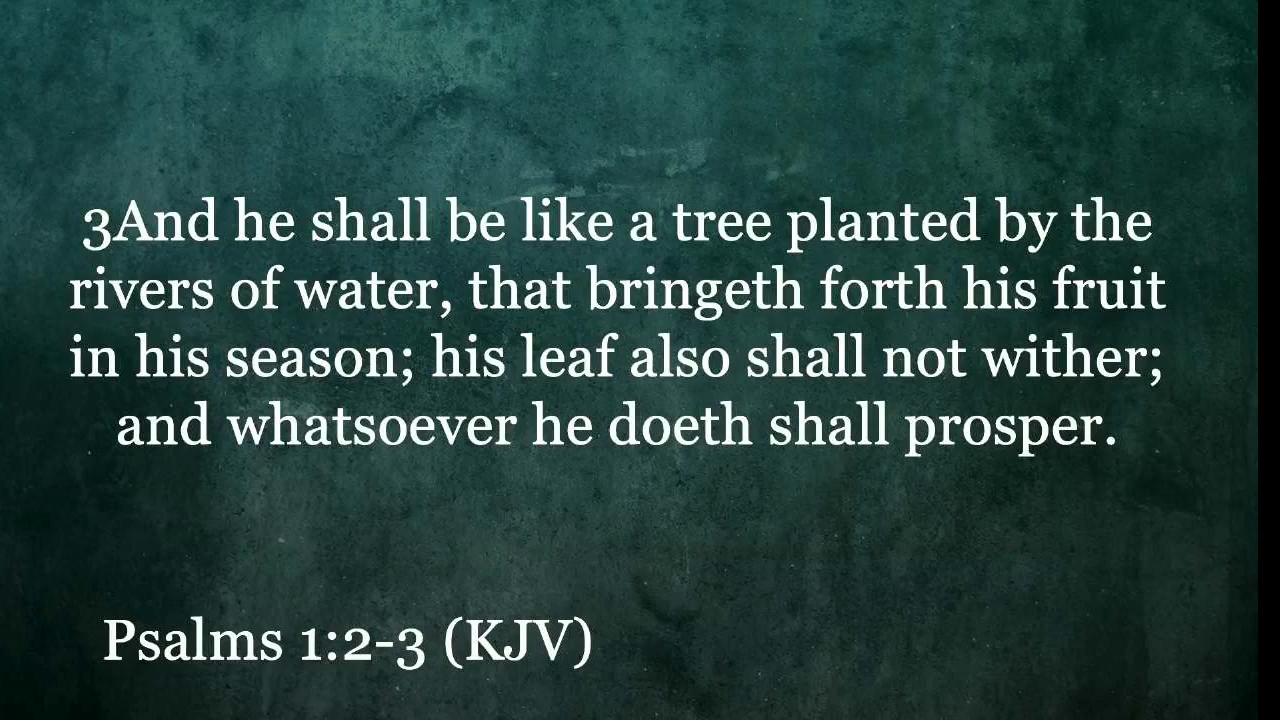 3And he shall be like a tree planted by the
rivers of water, that bringeth forth his fruit
in his season; his leaf also shall not wither;
and whatsoever he doeth shall prosper.
Psalms 1:2-3 (KJV)